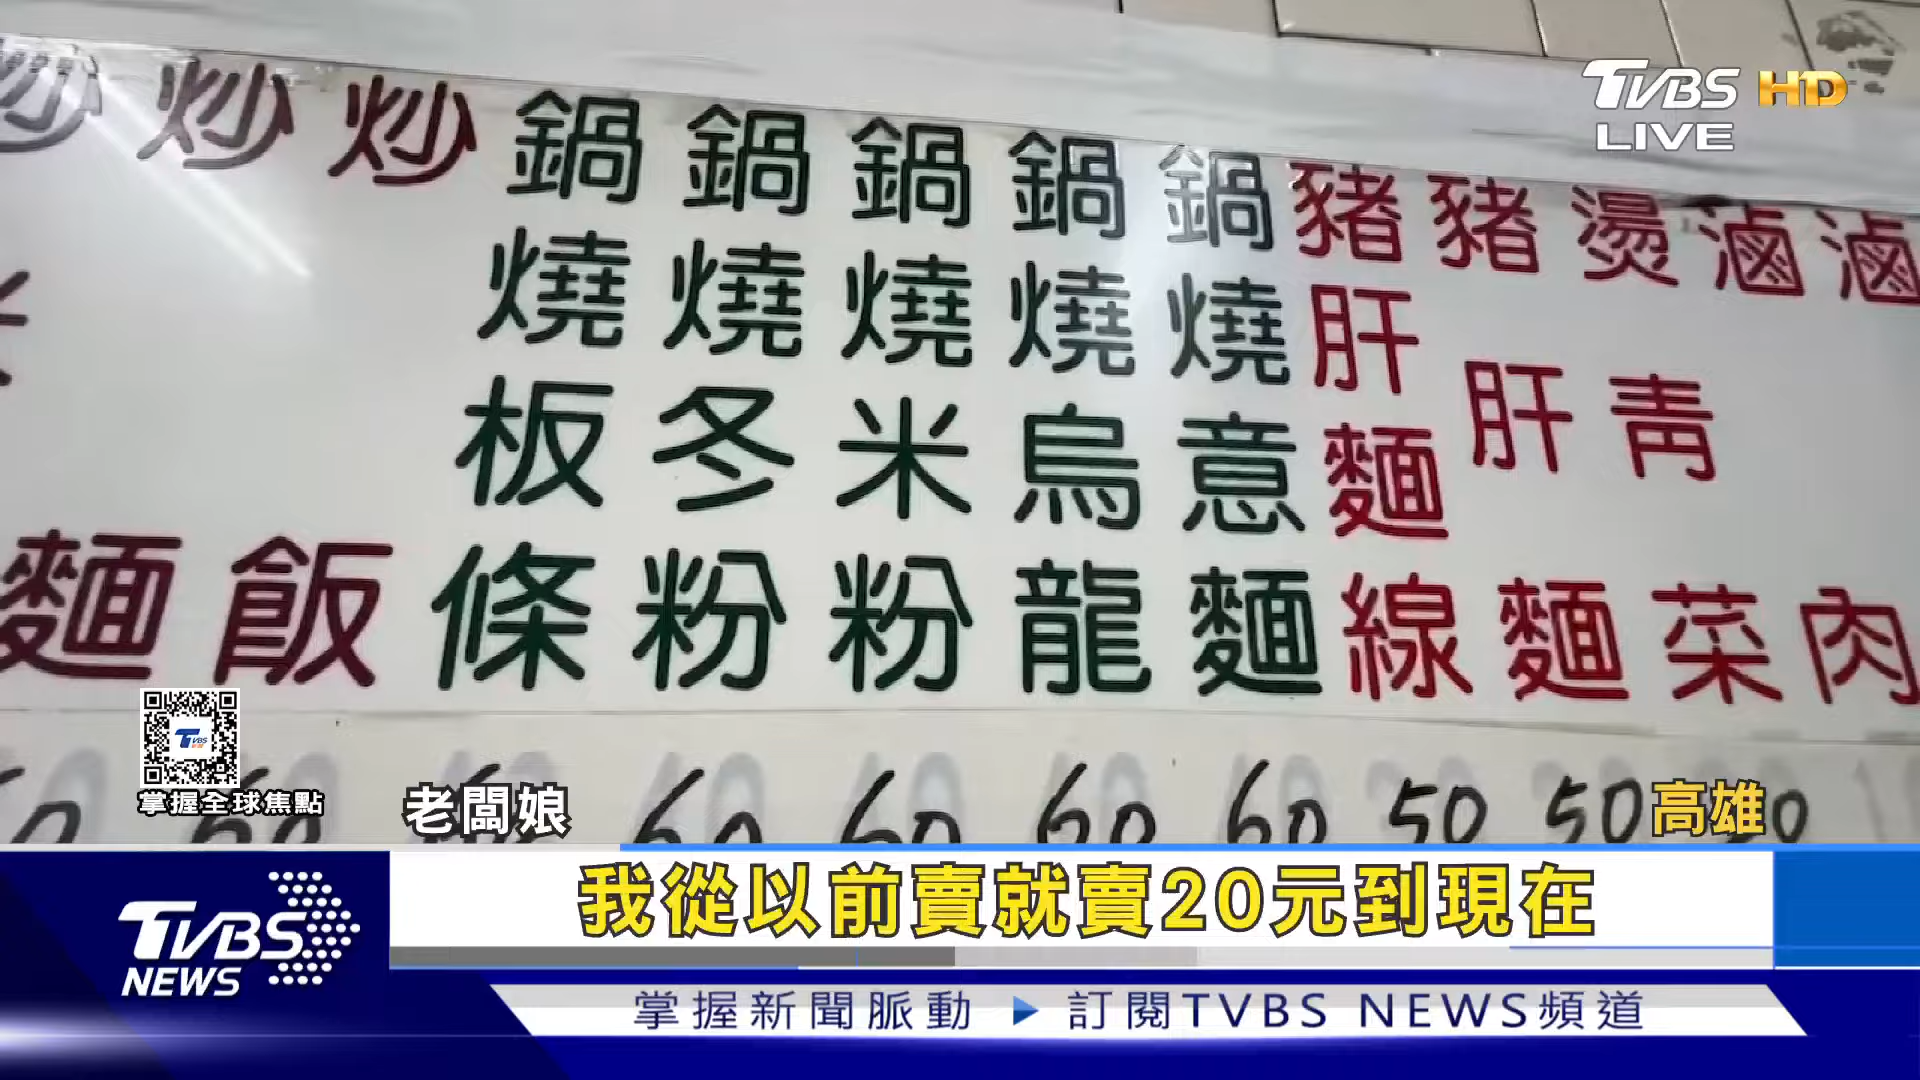 TVBS HD
LIVE
炒
炒麵
炒飯
鍋燒板條
鍋燒冬粉
鍋燒米粉
鍋燒烏龍
鍋燒意麵
豬肝麵線
豬肝麵
燙青菜
滷肉
滷
60
60
60
60
50
50
掌握全球焦點
老闆娘
高雄
我從以前賣就賣20元到現在
TVBS NEWS
掌握新聞脈動 ▶ 訂閱TVBS NEWS頻道